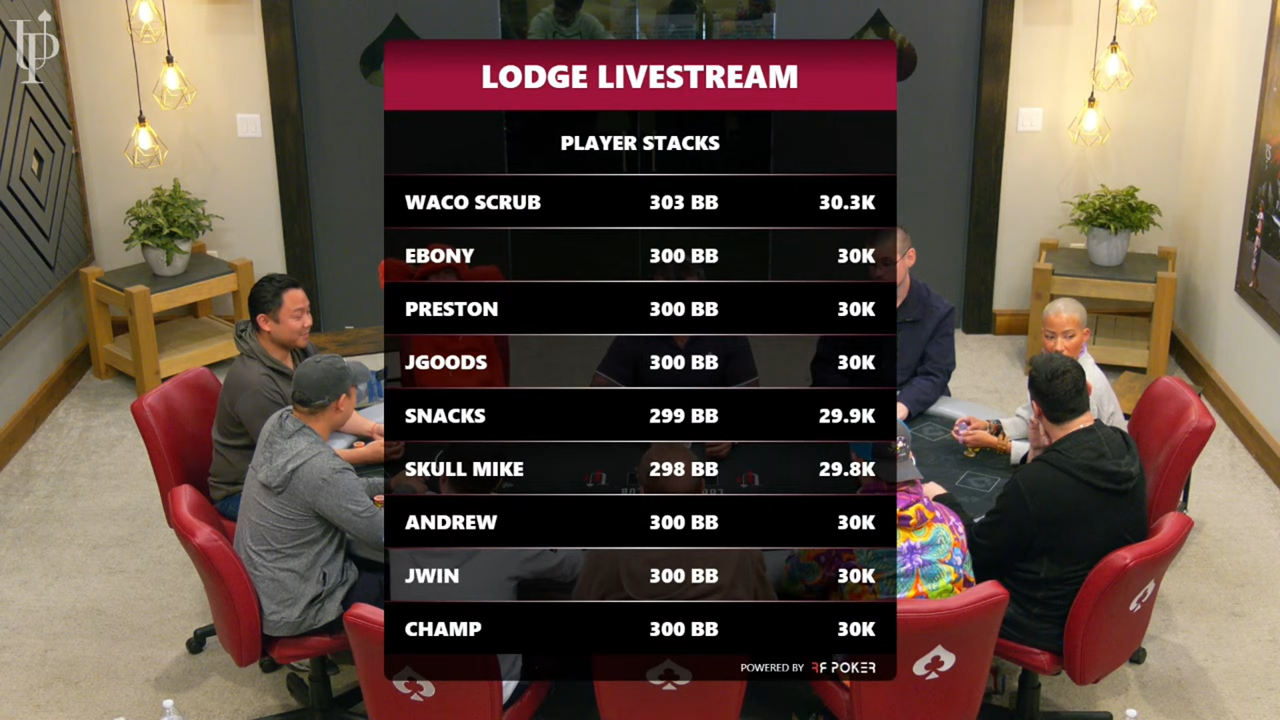 UP
LODGE LIVESTREAM
PLAYER STACKS
WACO SCRUB 303 BB 30.3K
EBONY 300 BB 30K
PRESTON 300 BB 30K
JGOODS 300 BB 30K
SNACKS 299 BB 29.9K
SKULL MIKE 298 BB 29.8K
ANDREW 300 BB 30K
JWIN 300 BB 30K
CHAMP 300 BB 30K
POWERED BY RF POKER